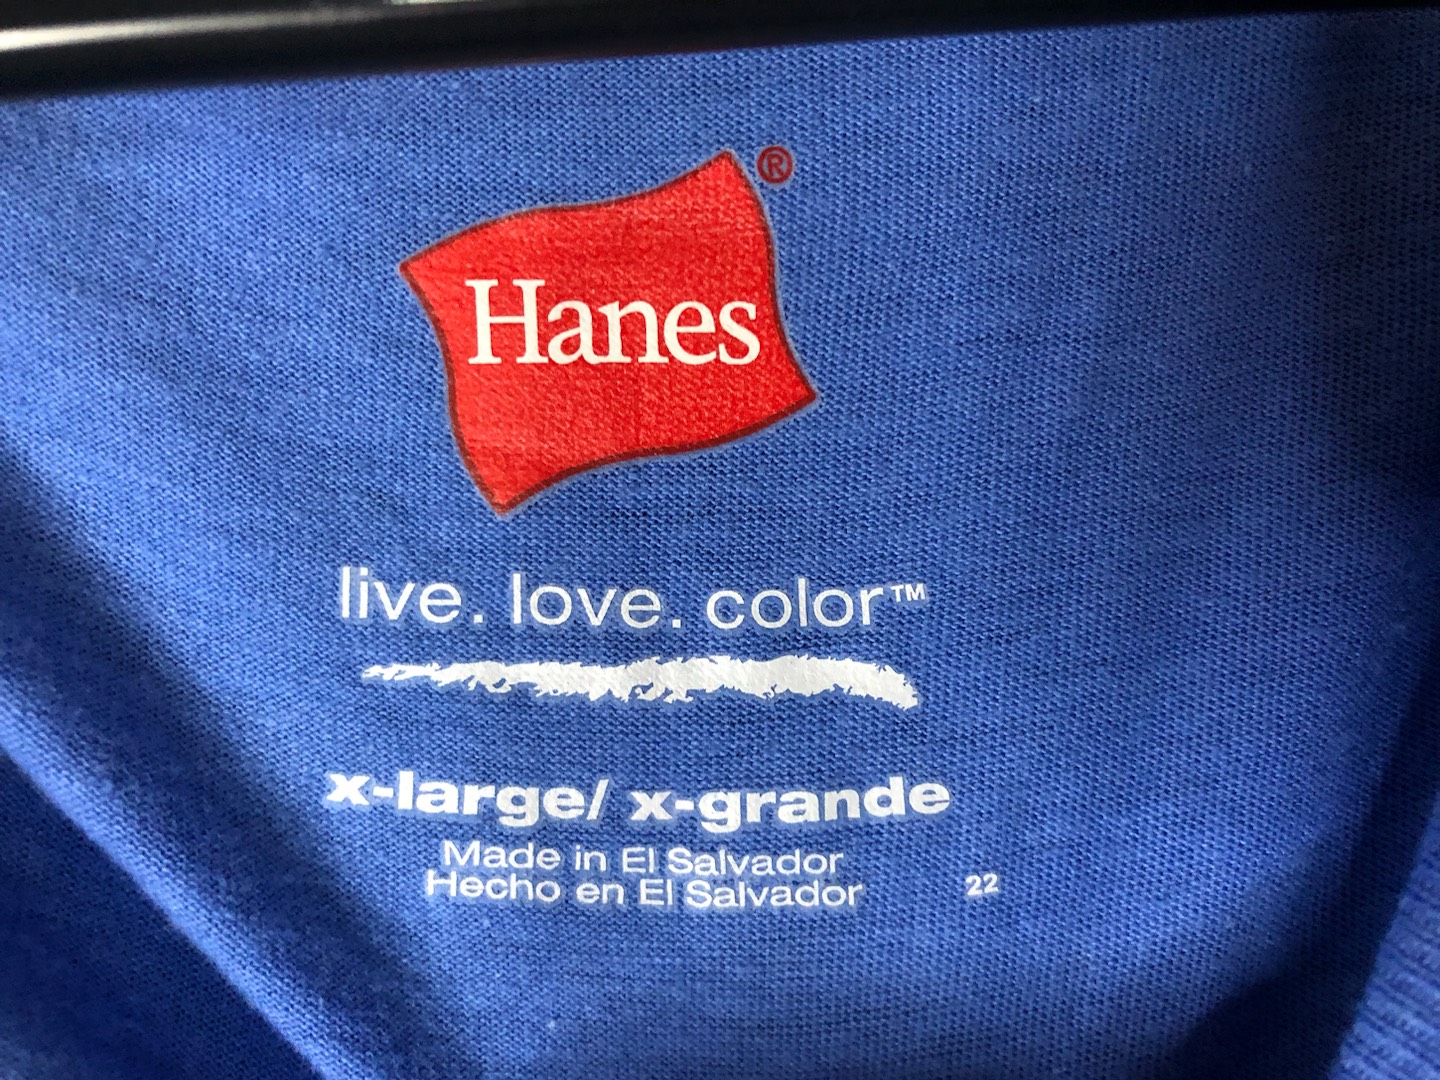 Hanes®
live. love. color™
x-large/ x-grande
Made in El Salvador
Hecho en El Salvador
22